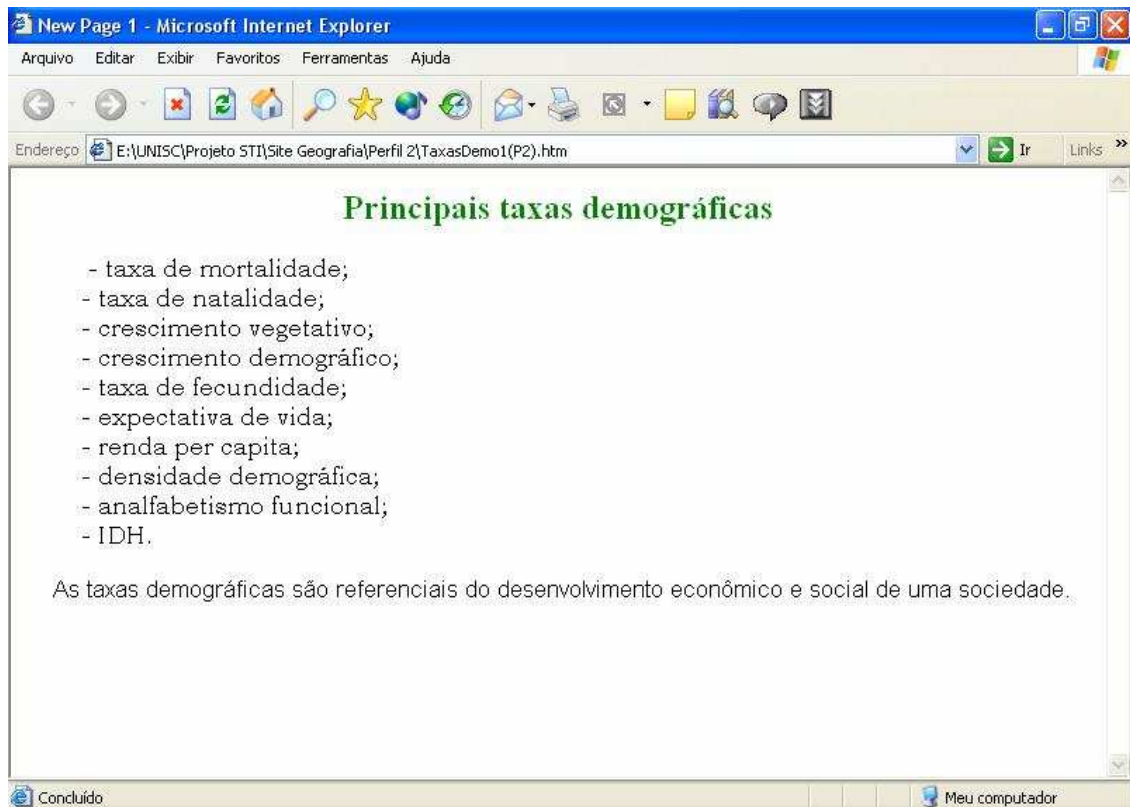 New Page 1 - Microsoft Internet Explorer
Arquivo Editar Exibir Favoritos Ferramentas Ajuda
Endereço E:\UNISC\Projeto STI\Site Geografia\Perfil 2\TaxasDemo1(P2).htm Ir Links »
Principais taxas demográficas
- taxa de mortalidade;
- taxa de natalidade;
- crescimento vegetativo;
- crescimento demográfico;
- taxa de fecundidade;
- expectativa de vida;
- renda per capita;
- densidade demográfica;
- analfabetismo funcional;
- IDH.
As taxas demográficas são referenciais do desenvolvimento econômico e social de uma sociedade.
Concluído Meu computador